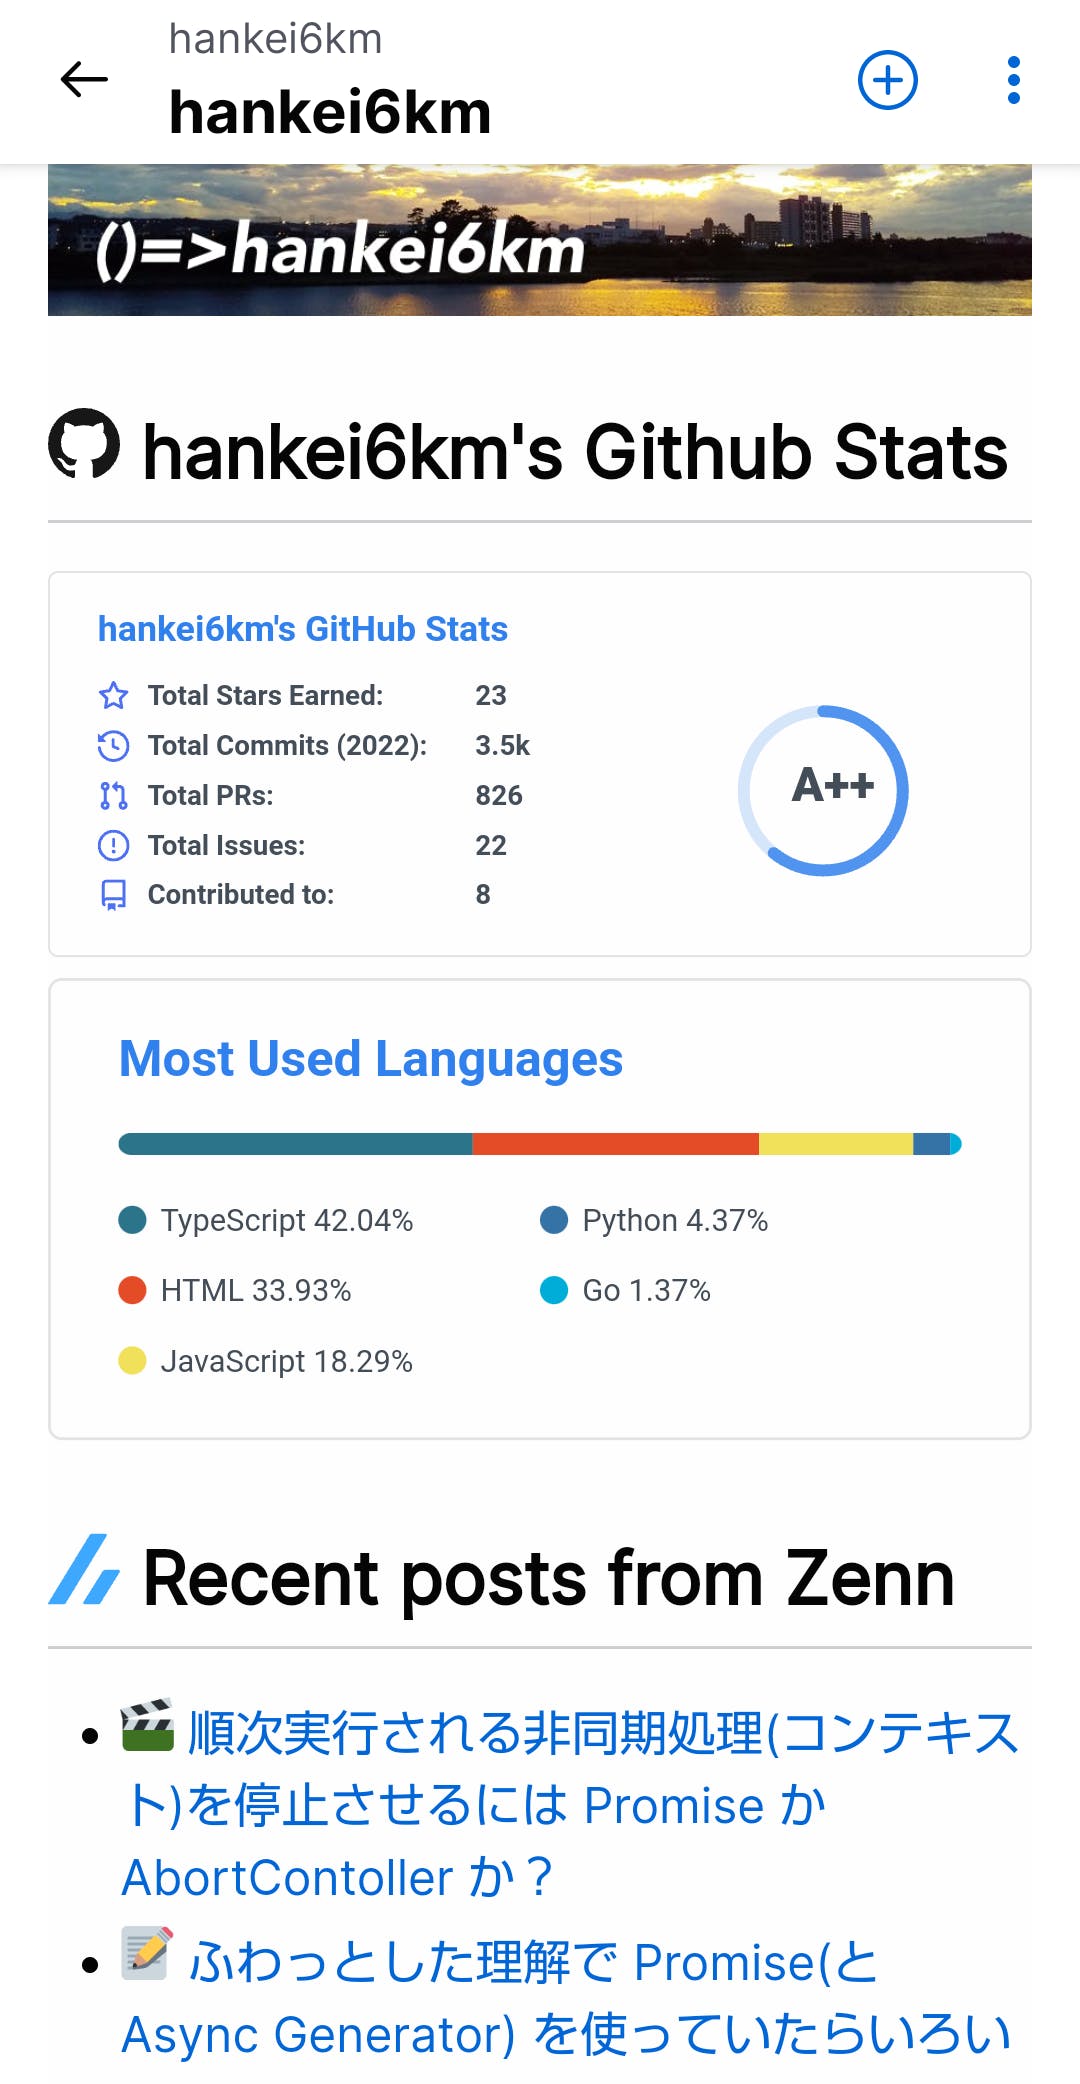 hankei6km
hankei6km
()=>hankei6km
hankei6km's Github Stats
hankei6km's GitHub Stats
Total Stars Earned: 23
Total Commits (2022): 3.5k
Total PRs: 826
Total Issues: 22
Contributed to: 8
A++
Most Used Languages
TypeScript 42.04%
Python 4.37%
HTML 33.93%
Go 1.37%
JavaScript 18.29%
Recent posts from Zenn
順次実行される非同期処理(コンテキス
ト)を停止させるには Promise か
AbortContoller か？
ふわっとした理解で Promise(と
Async Generator) を使っていたらいろい